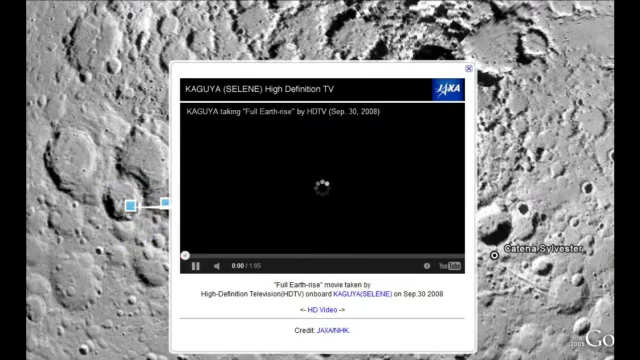 KAGUYA (SELENE) High Definition TV
JAXA
KAGUYA taking "Full Earth-rise" by HDTV (Sep. 30, 2008)
0:00 / 1:05
YouTube
"Full Earth-rise" movie taken by
High-Definition Television(HDTV) onboard KAGUYA(SELENE) on Sep.30 2008
<- HD Video ->
Credit: JAXA/NHK.
Catena Sylvester
Go